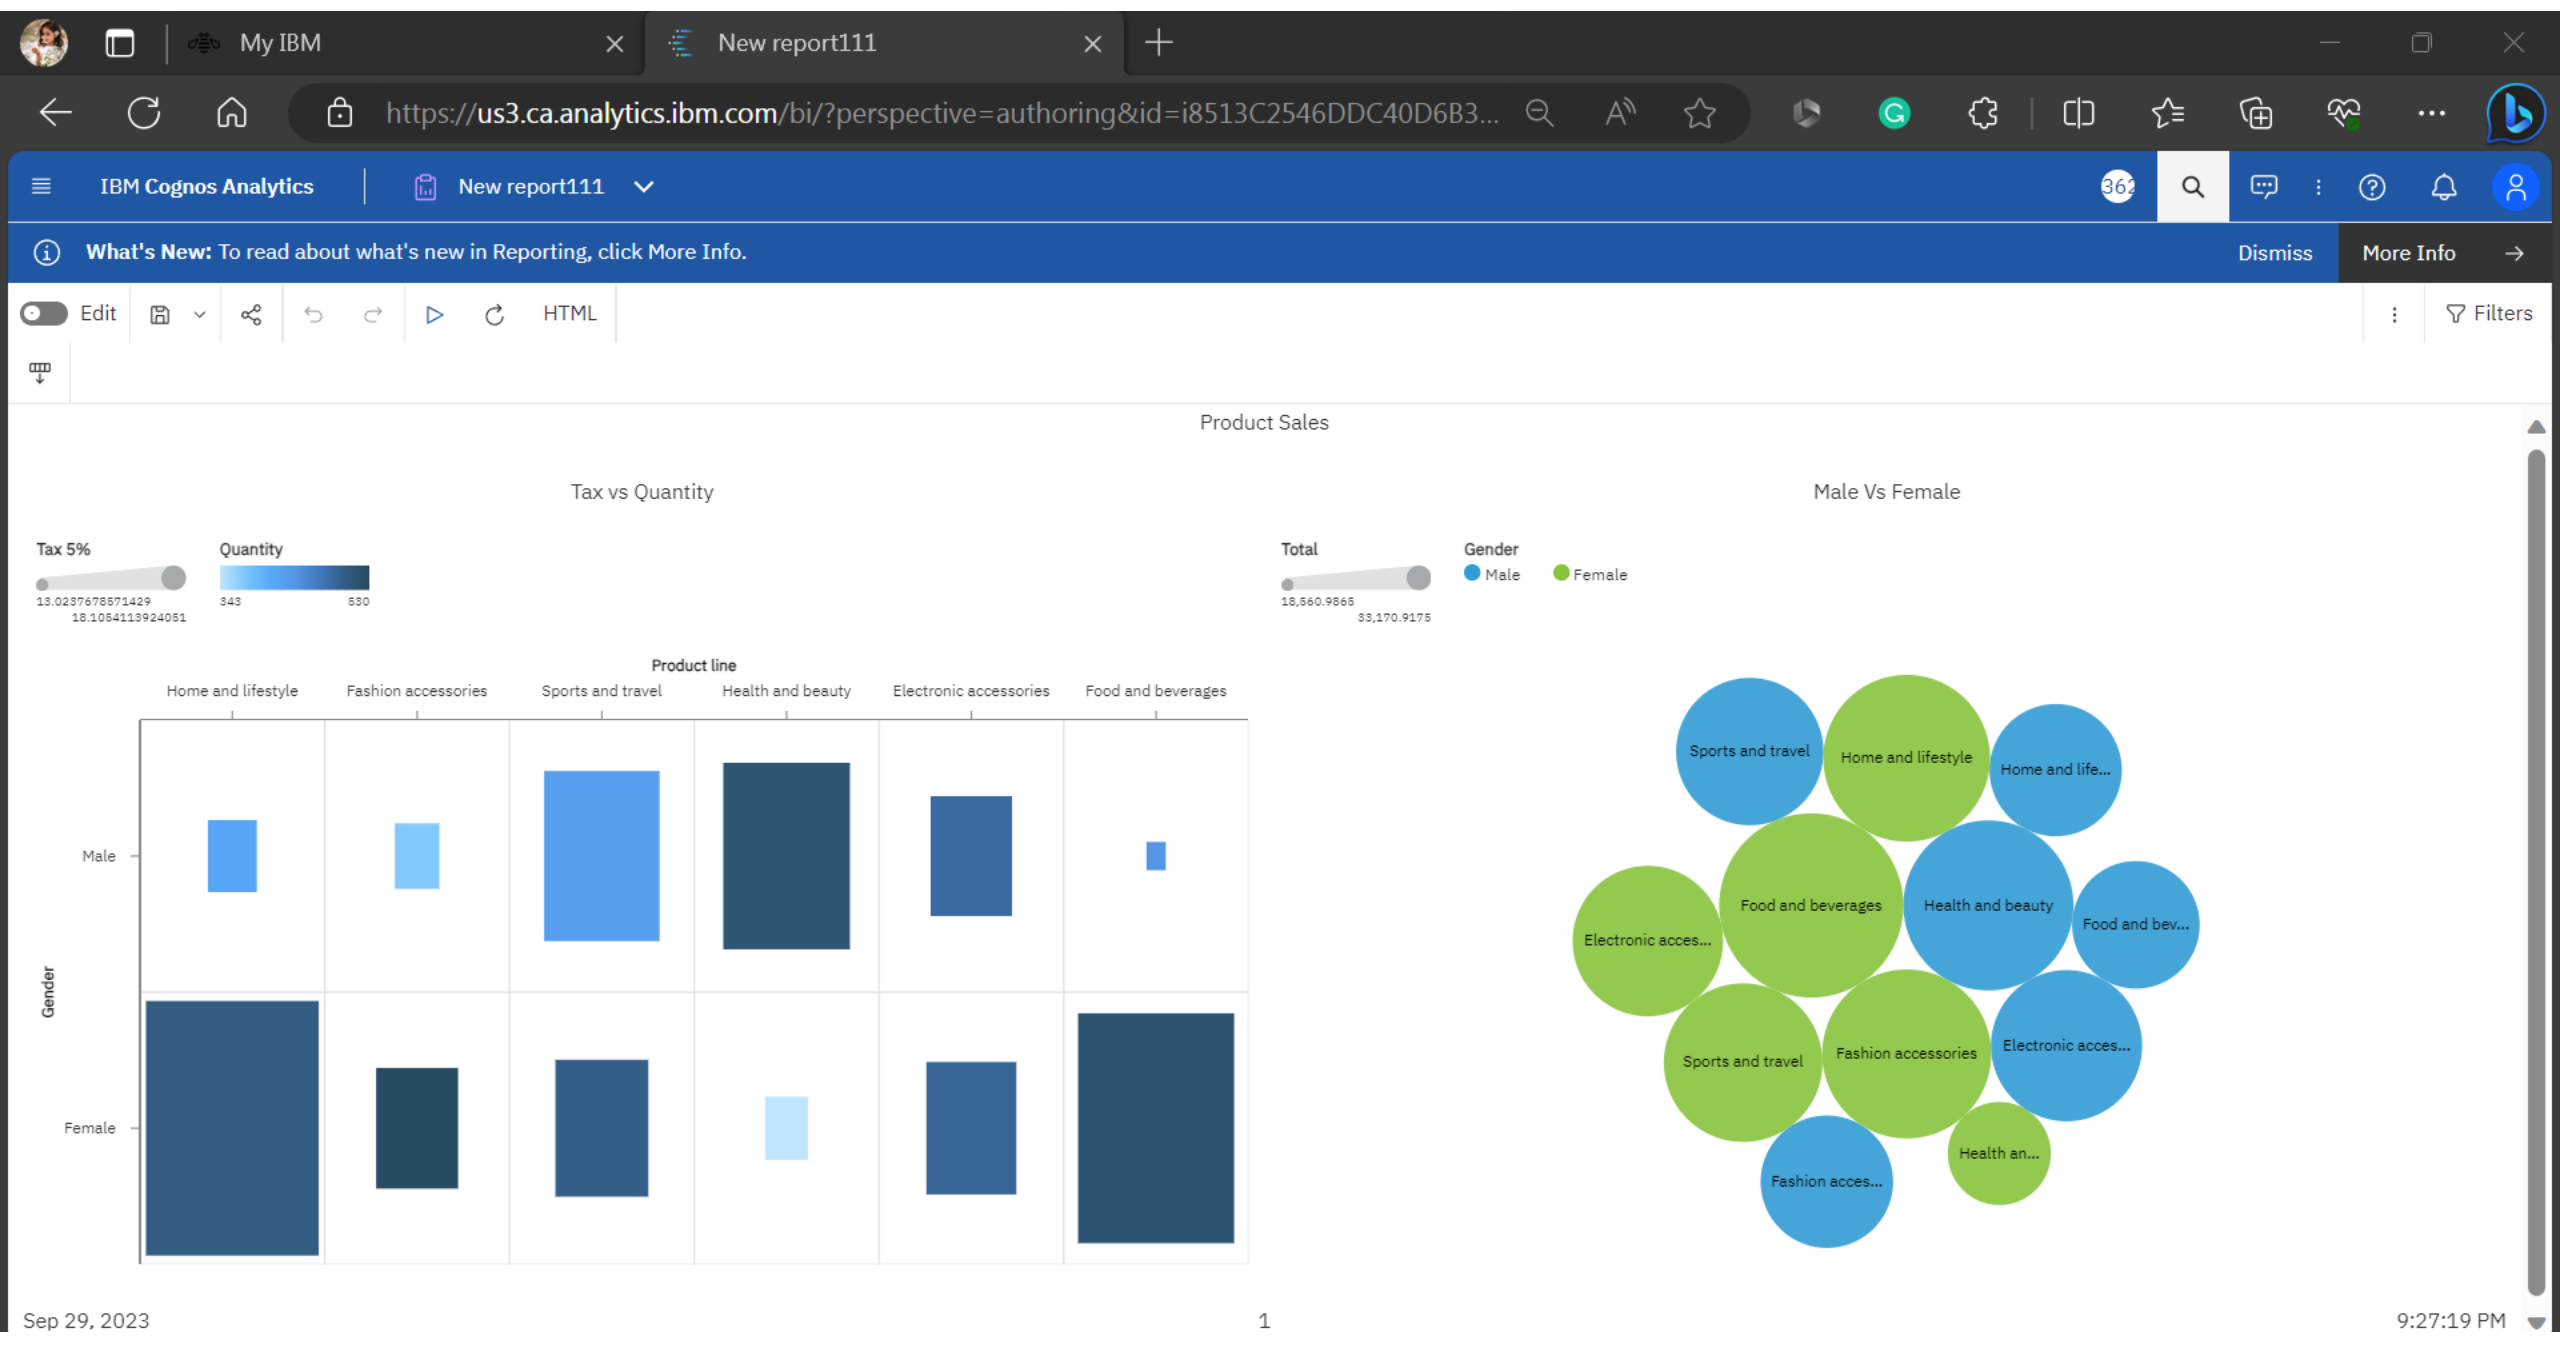 My IBM
New report111
https://us3.ca.analytics.ibm.com/bi/?perspective=authoring&id=i8513C2546DDC40D6B3...
IBM Cognos Analytics
New report111
362
What's New: To read about what's new in Reporting, click More Info.
Dismiss
More Info
Edit
HTML
Filters
Product Sales
Tax vs Quantity
Tax 5%
Quantity
13.0237678571429
343
530
18.1054113924051
Product line
Home and lifestyle
Fashion accessories
Sports and travel
Health and beauty
Electronic accessories
Food and beverages
Gender
Male
Female
Male Vs Female
Total
Gender
Male
Female
18,560.9865
33,170.9175
Sports and travel
Home and lifestyle
Home and life...
Food and beverages
Health and beauty
Food and bev...
Electronic acces...
Sports and travel
Fashion accessories
Electronic acces...
Health an...
Fashion acces...
Sep 29, 2023
1
9:27:19 PM